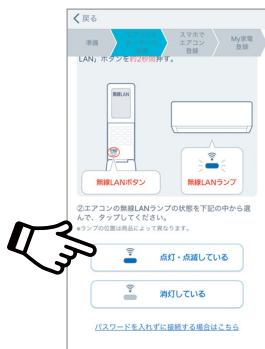 戻る
準備
スマホで
エアコン
登録
My家電
登録
LAN」ボタンを約2秒間押す。
無線LAN
無線LANボタン
無線LANランプ
②エアコンの無線LANランプの状態を下記の中から選
んで、タップしてください。
※ランプの位置は商品によって異なります。
点灯・点滅している
消灯している
パスワードを入れずに接続する場合はこちら